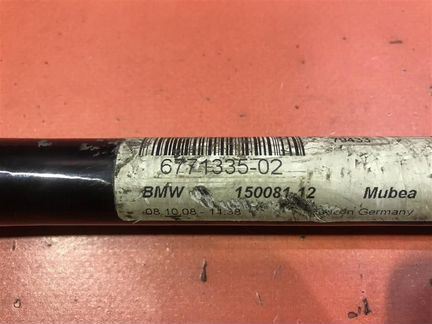 6771335-02
BMW 150081-12 Mubea
08.10.08 - 11:38 Germany